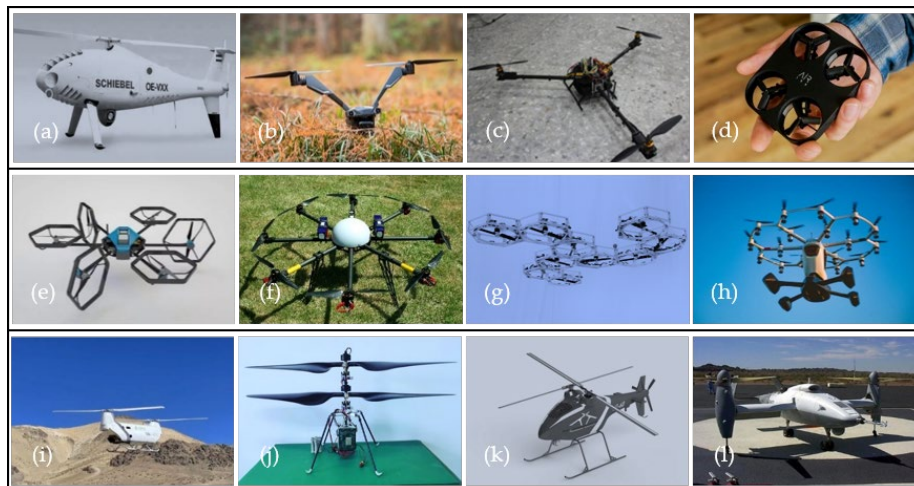 SCHIEBEL OE-VXX
(a)
(b)
(c)
(d)
(e)
(f)
(g)
(h)
(i)
(j)
(k)
(l)